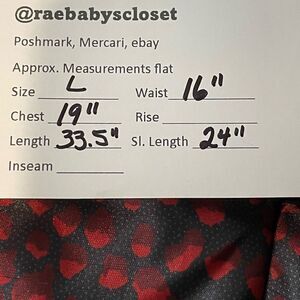 @raebabyscloset
Poshmark, Mercari, ebay
Approx. Measurements flat
Size L Waist 16"
Chest 19" Rise
Length 33.5" Sl. Length 24"
Inseam